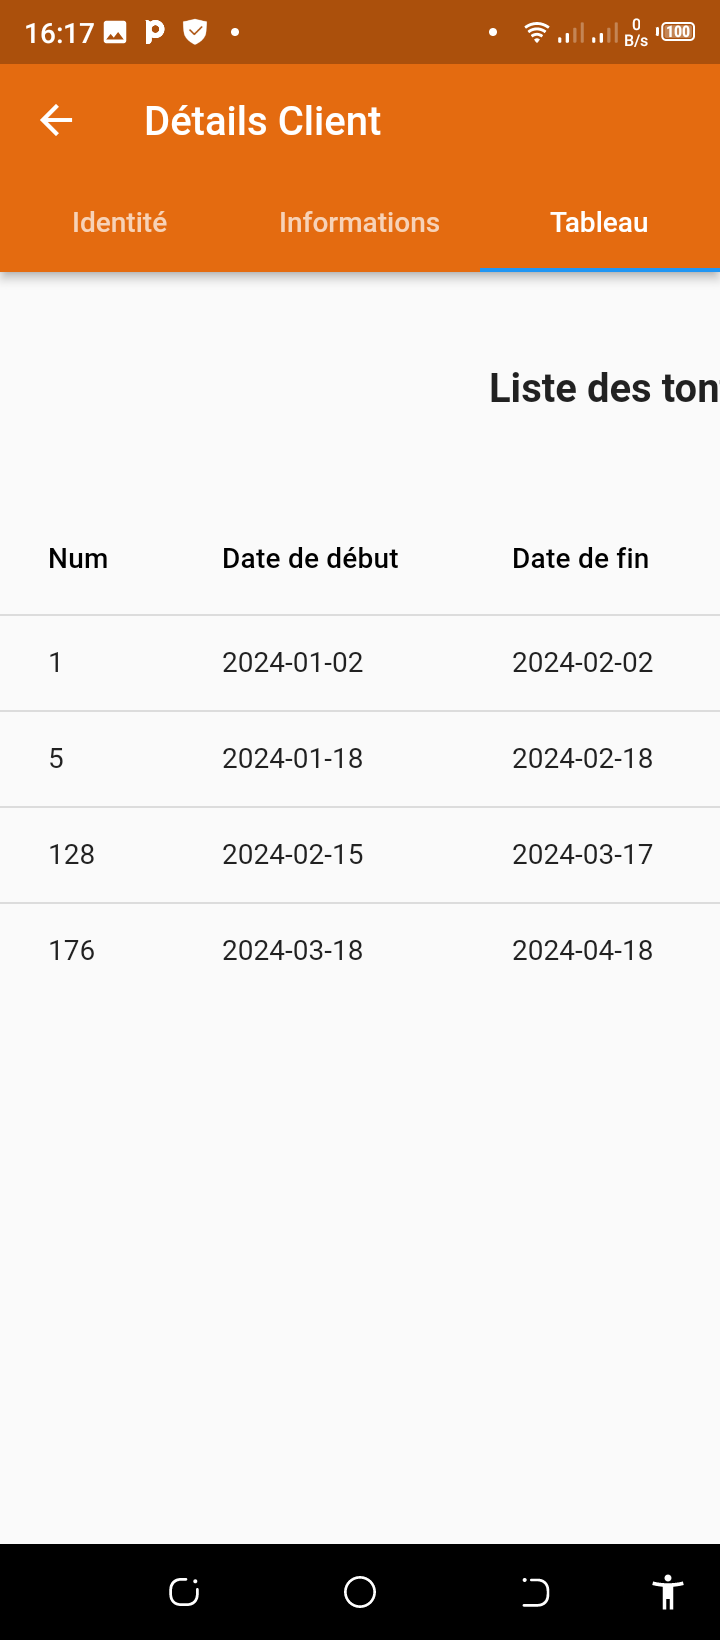 16:17
0
B/s
100
Détails Client
Identité Informations Tableau
Liste des
Num Date de début Date de fin
1 2024-01-02 2024-02-02
5 2024-01-18 2024-02-18
128 2024-02-15 2024-03-17
176 2024-03-18 2024-04-18